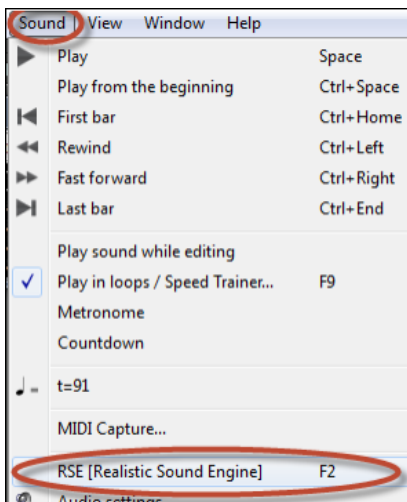 Sound View Window Help
Play Space
Play from the beginning Ctrl+Space
First bar Ctrl+Home
Rewind Ctrl+Left
Fast forward Ctrl+Right
Last bar Ctrl+End
Play sound while editing
Play in loops / Speed Trainer... F9
Metronome
Countdown
t=91
MIDI Capture...
RSE [Realistic Sound Engine] F2
Audio settings